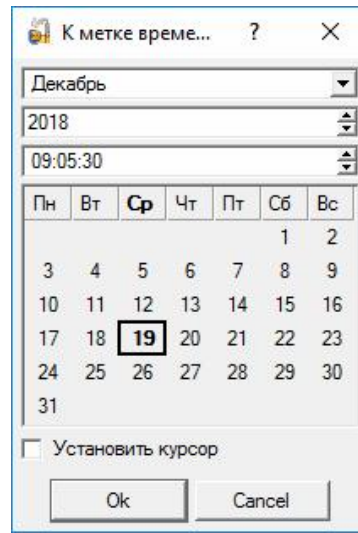 К метке време... ?
Декабрь
2018
09:05:30
Пн Вт Ср Чт Пт Сб Вс
1 2
3 4 5 6 7 8 9
10 11 12 13 14 15 16
17 18 19 20 21 22 23
24 25 26 27 28 29 30
31
Установить курсор
Ok Cancel